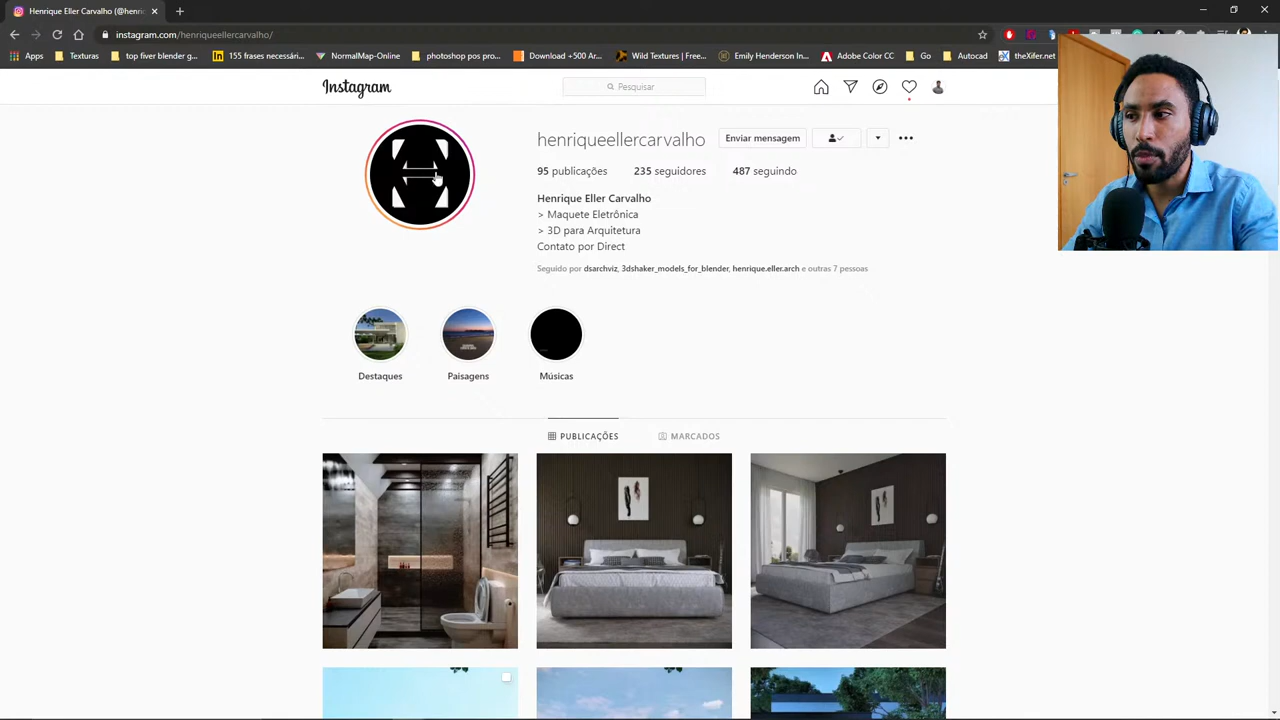 Henrique Eller Carvalho (@henric
instagram.com/henriqueellercarvalho/
Apps
Texturas
top fiver blender g...
155 frases necesári...
NormalMap-Online
photoshop pos pro...
Download +500 Ar...
Wild Textures | Free...
Emily Henderson In...
Adobe Color CC
Go
Curso
theXifer.net
Instagram
Pesquisar
henriqueellercarvalho
Enviar mensagem
95 publicações
235 seguidores
487 seguindo
Henrique Eller Carvalho
> Maquete Eletrônica
> 3D para Arquitetura
Contato por Direct
Seguido por dsarchviz, 3dshaker_models_for_blender, henrique.eller.arch e outras 7 pessoas
Destaques
Paisagens
Músicas
PUBLICAÇÕES
MARCADOS